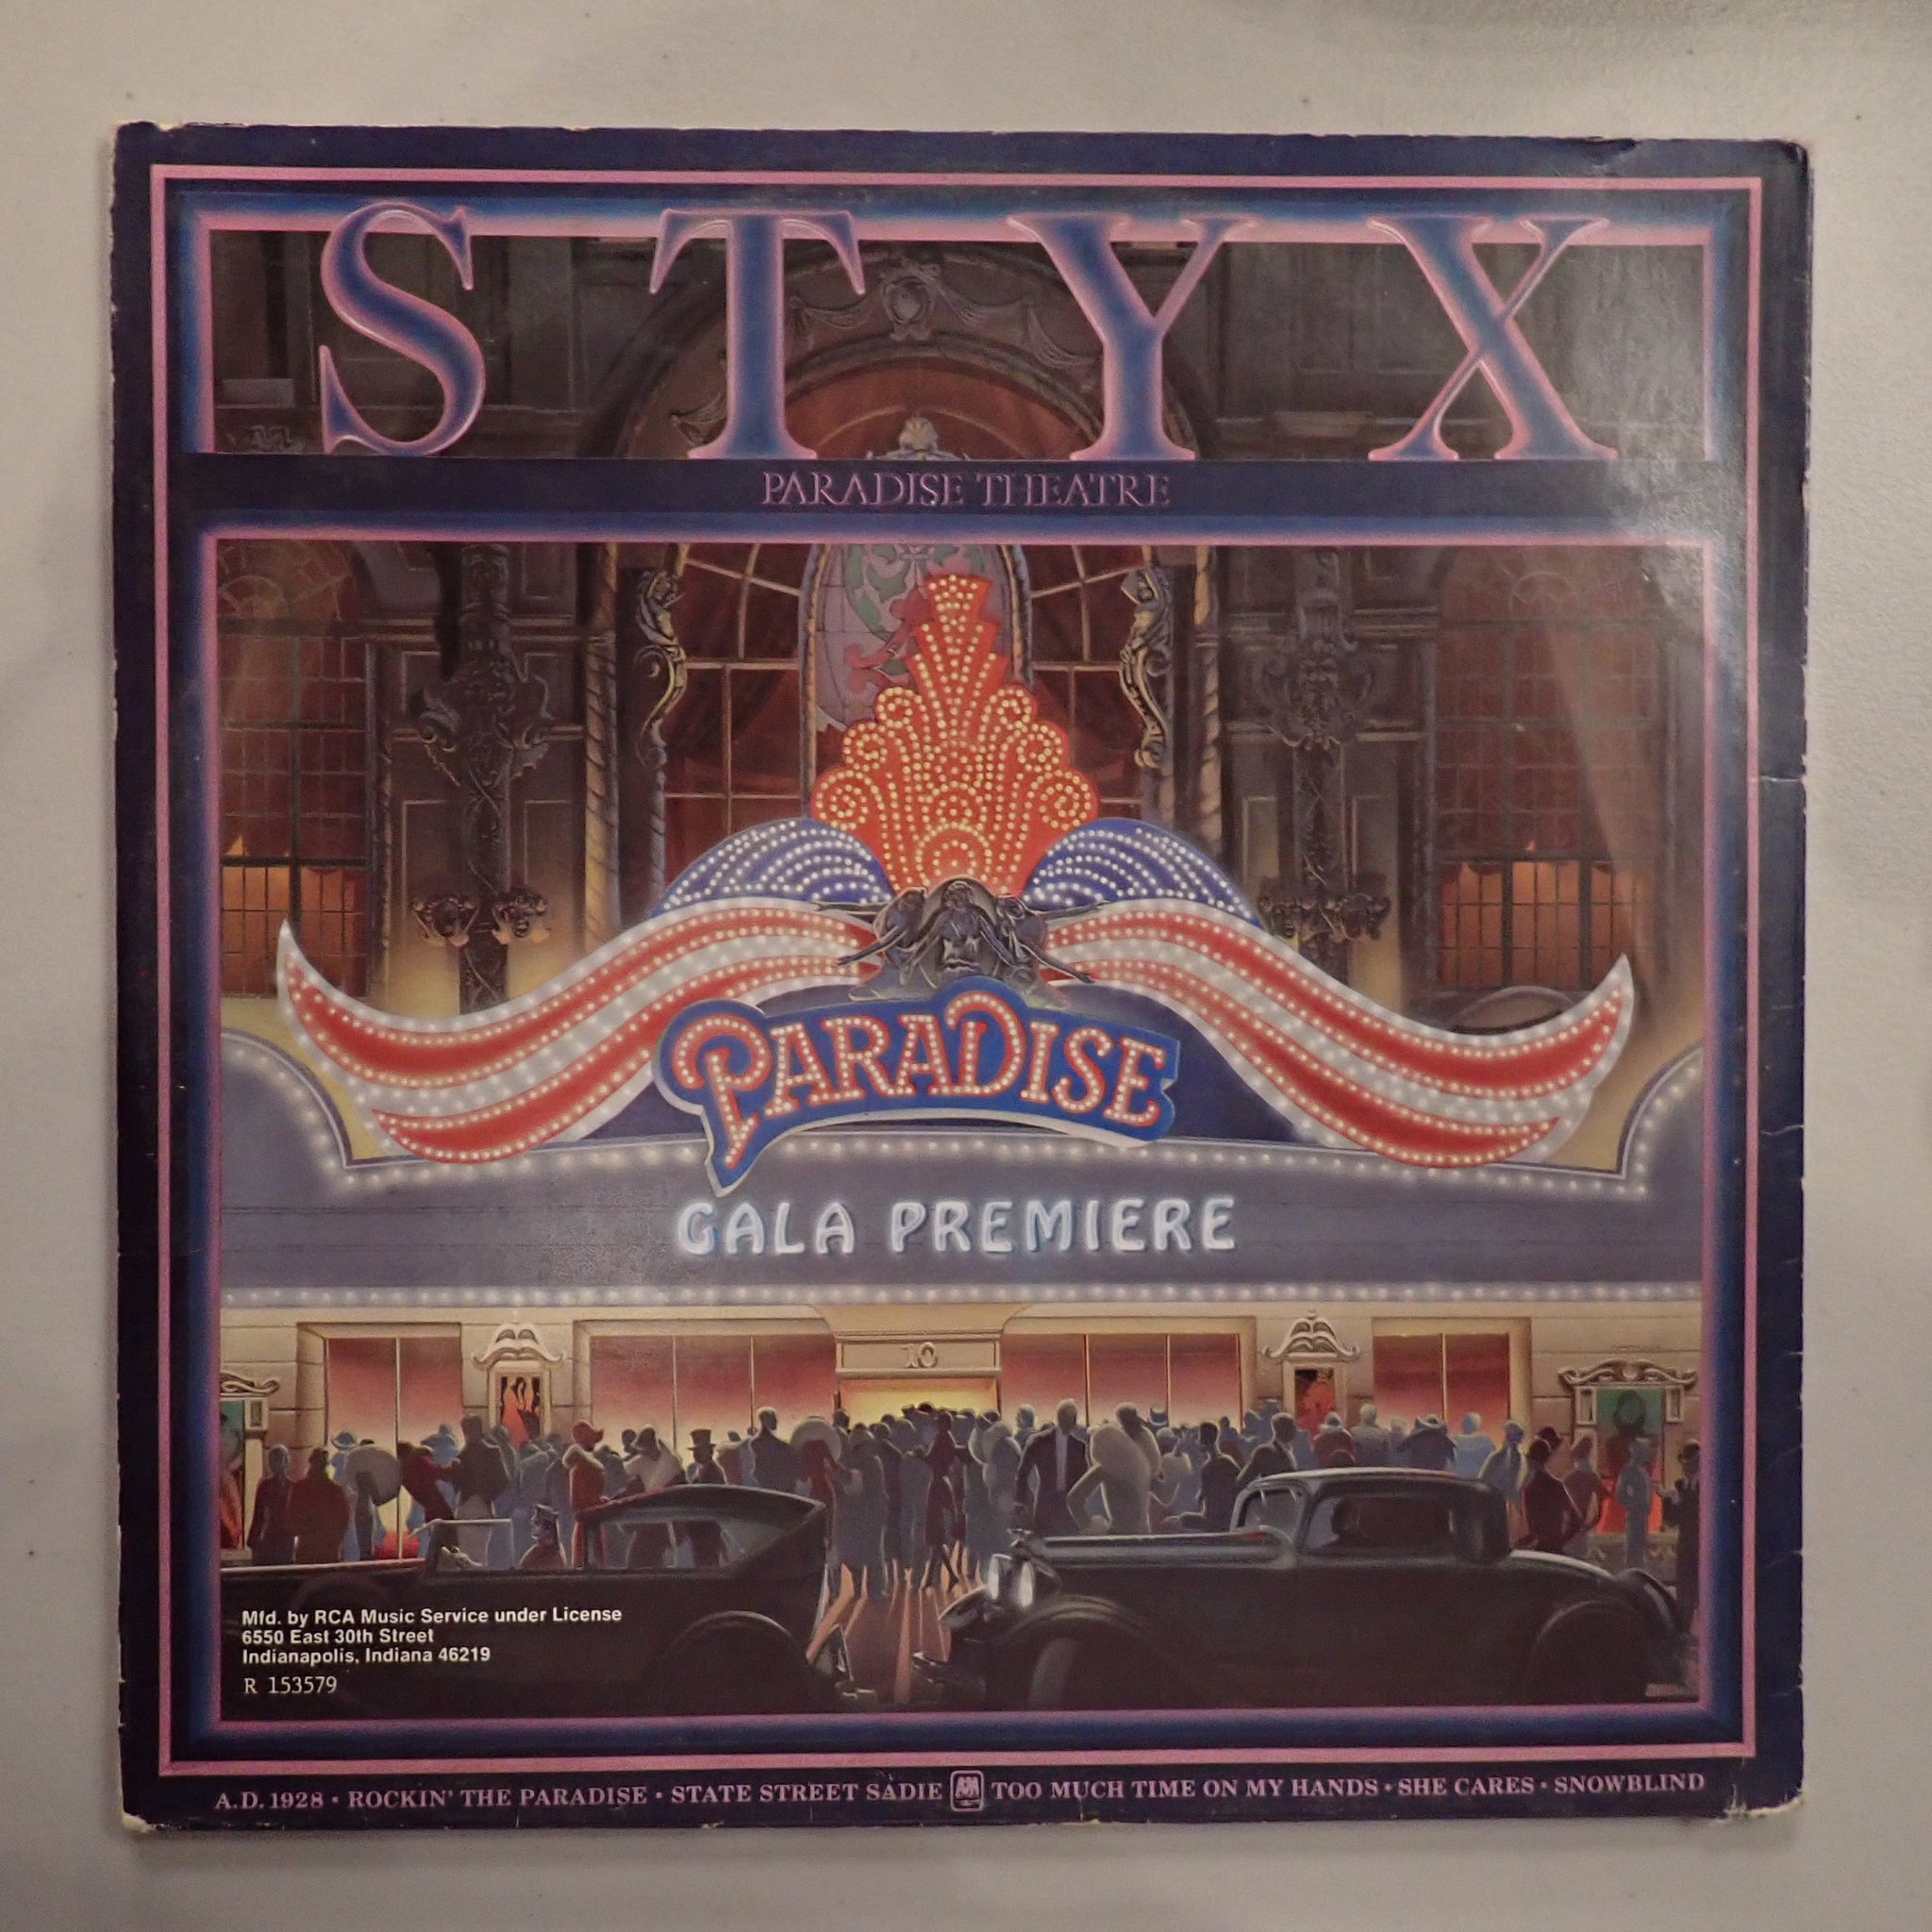 STYX
PARADISE THEATRE
PARADISE
GALA PREMIERE
10
Mfd. by RCA Music Service under License
6550 East 30th Street
Indianapolis, Indiana 46219
R 153579
A.D. 1928 • ROCKIN' THE PARADISE • STATE STREET SADIE A&M TOO MUCH TIME ON MY HANDS • SHE CARES • SNOWBLIND